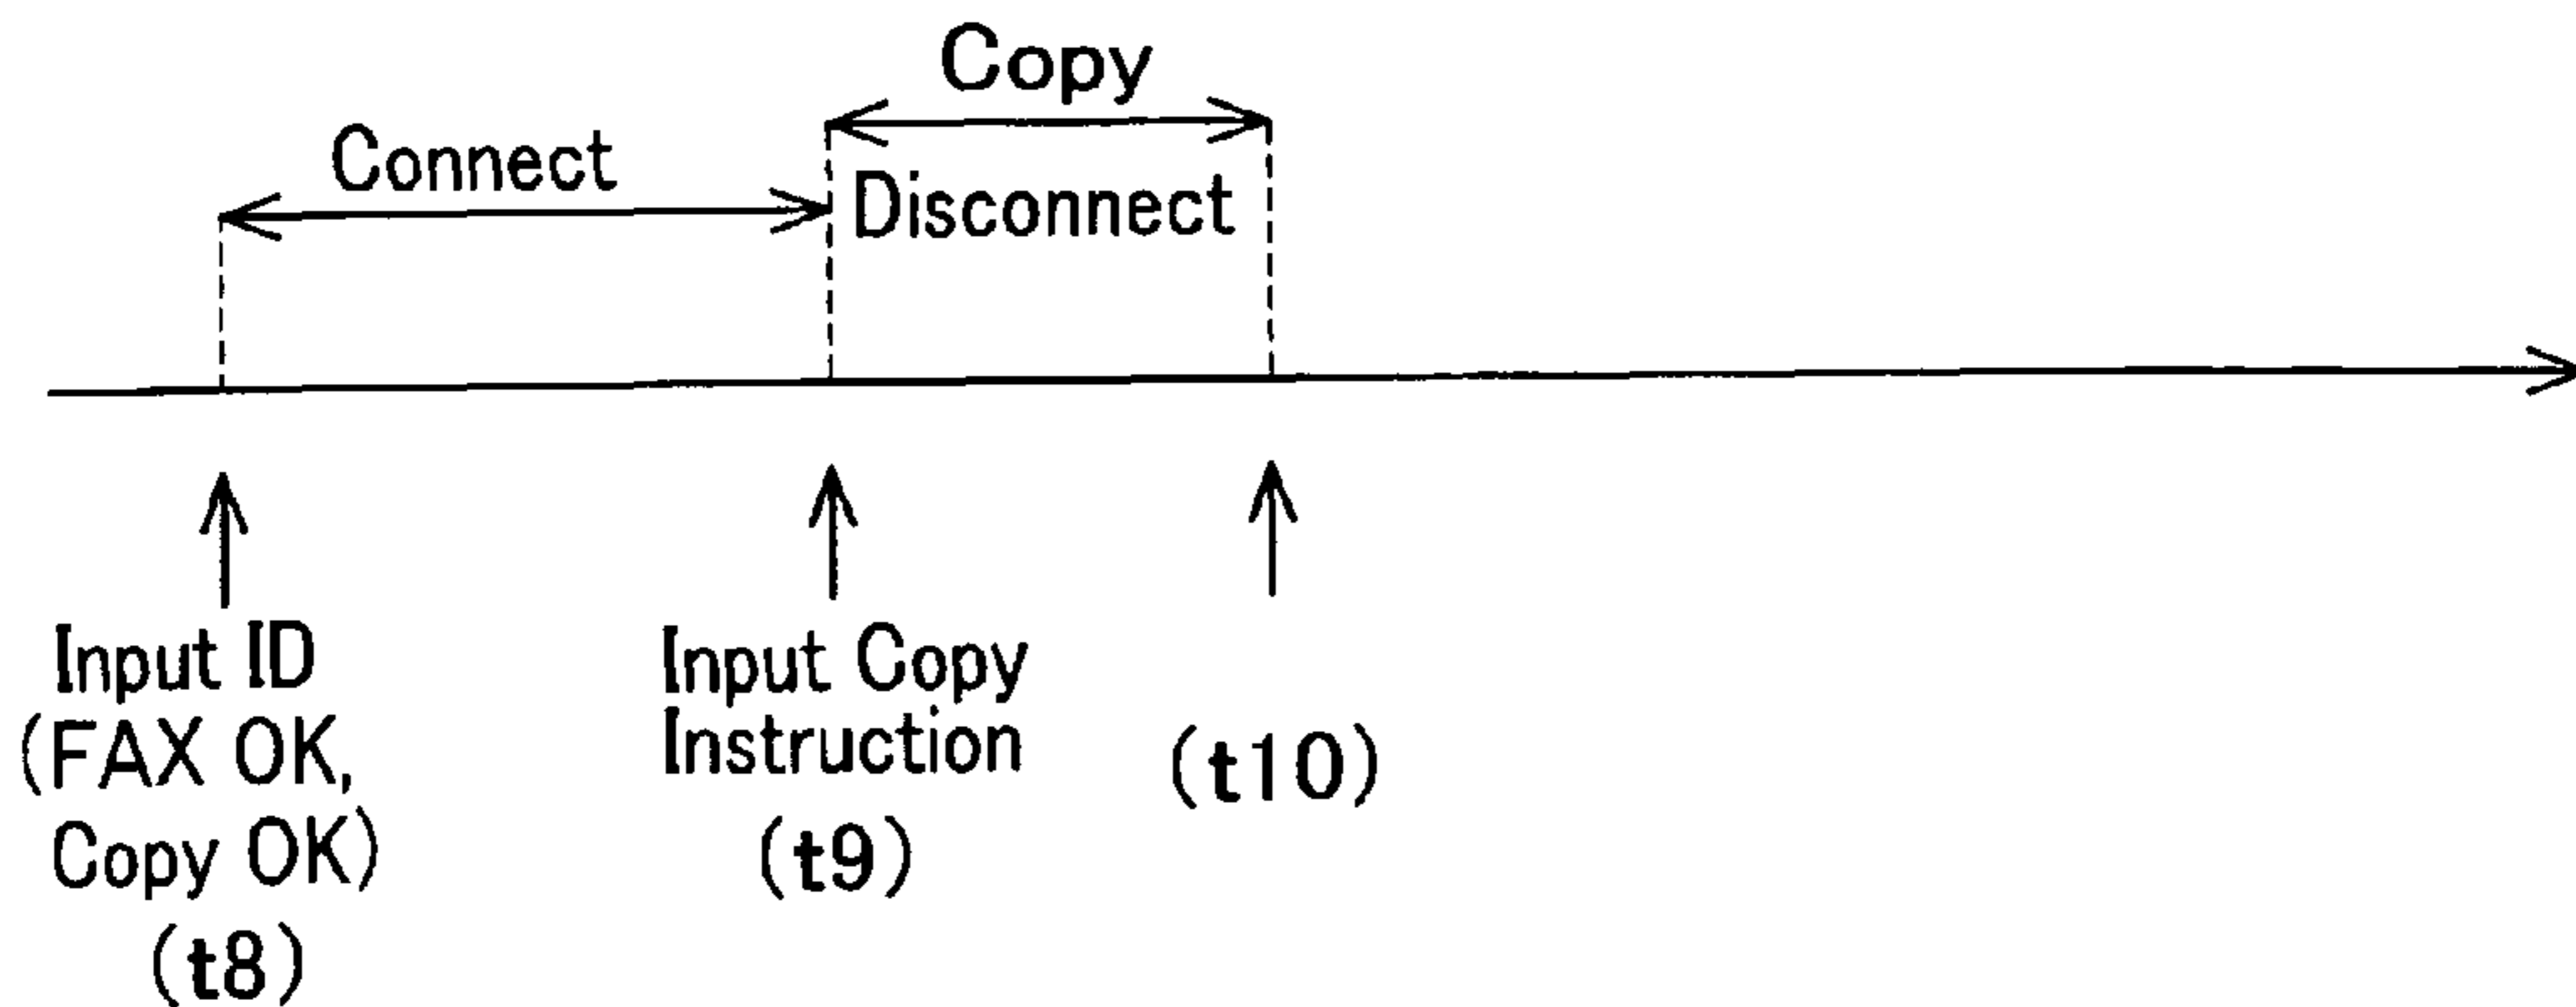 Copy
Connect
Disconnect
Input ID
(FAX OK,
Copy OK)
(t8)
Input Copy
Instruction
(t9)
(t10)